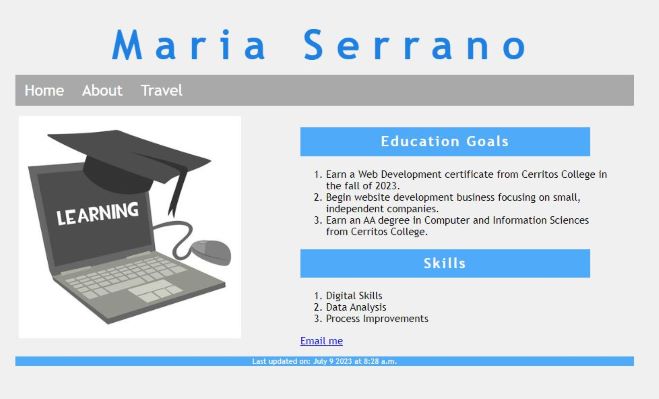 Maria Serrano
Home About Travel
LEARNING
Education Goals
1. Earn a Web Development certificate from Cerritos College in
the fall of 2023.
2. Begin website development business focusing on small,
independent companies.
3. Earn an AA degree in Computer and Information Sciences
from Cerritos College.
Skills
1. Digital Skills
2. Data Analysis
3. Process Improvements
Email me
Last updated on: July 9 2023 at 8:28 a.m.